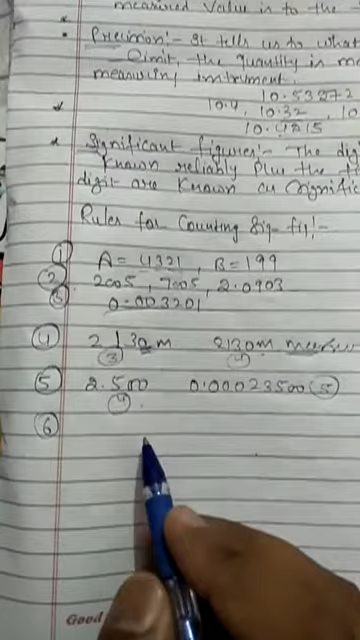 measured value is to the
Precision:- It tells us to what
limit, the quantity is me
measuring instrument.
10.53272
10.4, 10.32, 10
10.4215
Significant figures:- The dig
known reliably plus the fi
digit are known as signifi
Rules for Counting Sig. fig!-
① A = 4321, B = 199
② 2005, 7005, 2.0903
③ 0.003201
④ 2130m 2130m
③ ④
⑤ 2.500 0.00023500 ⑤
④
⑥
Good